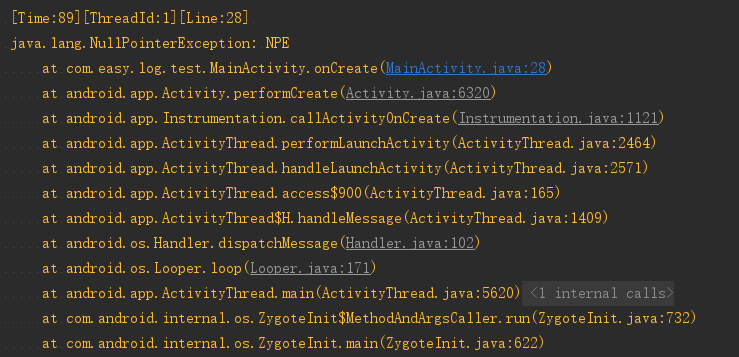 [Time:89][ThreadId:1][Line:28]
java.lang.NullPointerException: NPE
at com.easy.log.test.MainActivity.onCreate(MainActivity.java:28)
at android.app.Activity.performCreate(Activity.java:6320)
at android.app.Instrumentation.callActivityOnCreate(Instrumentation.java:1121)
at android.app.ActivityThread.performLaunchActivity(ActivityThread.java:2464)
at android.app.ActivityThread.handleLaunchActivity(ActivityThread.java:2571)
at android.app.ActivityThread.access$900(ActivityThread.java:165)
at android.app.ActivityThread$H.handleMessage(ActivityThread.java:1409)
at android.os.Handler.dispatchMessage(Handler.java:102)
at android.os.Looper.loop(Looper.java:171)
at android.app.ActivityThread.main(ActivityThread.java:5620) <1 internal calls>
at com.android.internal.os.ZygoteInit$MethodAndArgsCaller.run(ZygoteInit.java:732)
at com.android.internal.os.ZygoteInit.main(ZygoteInit.java:622)